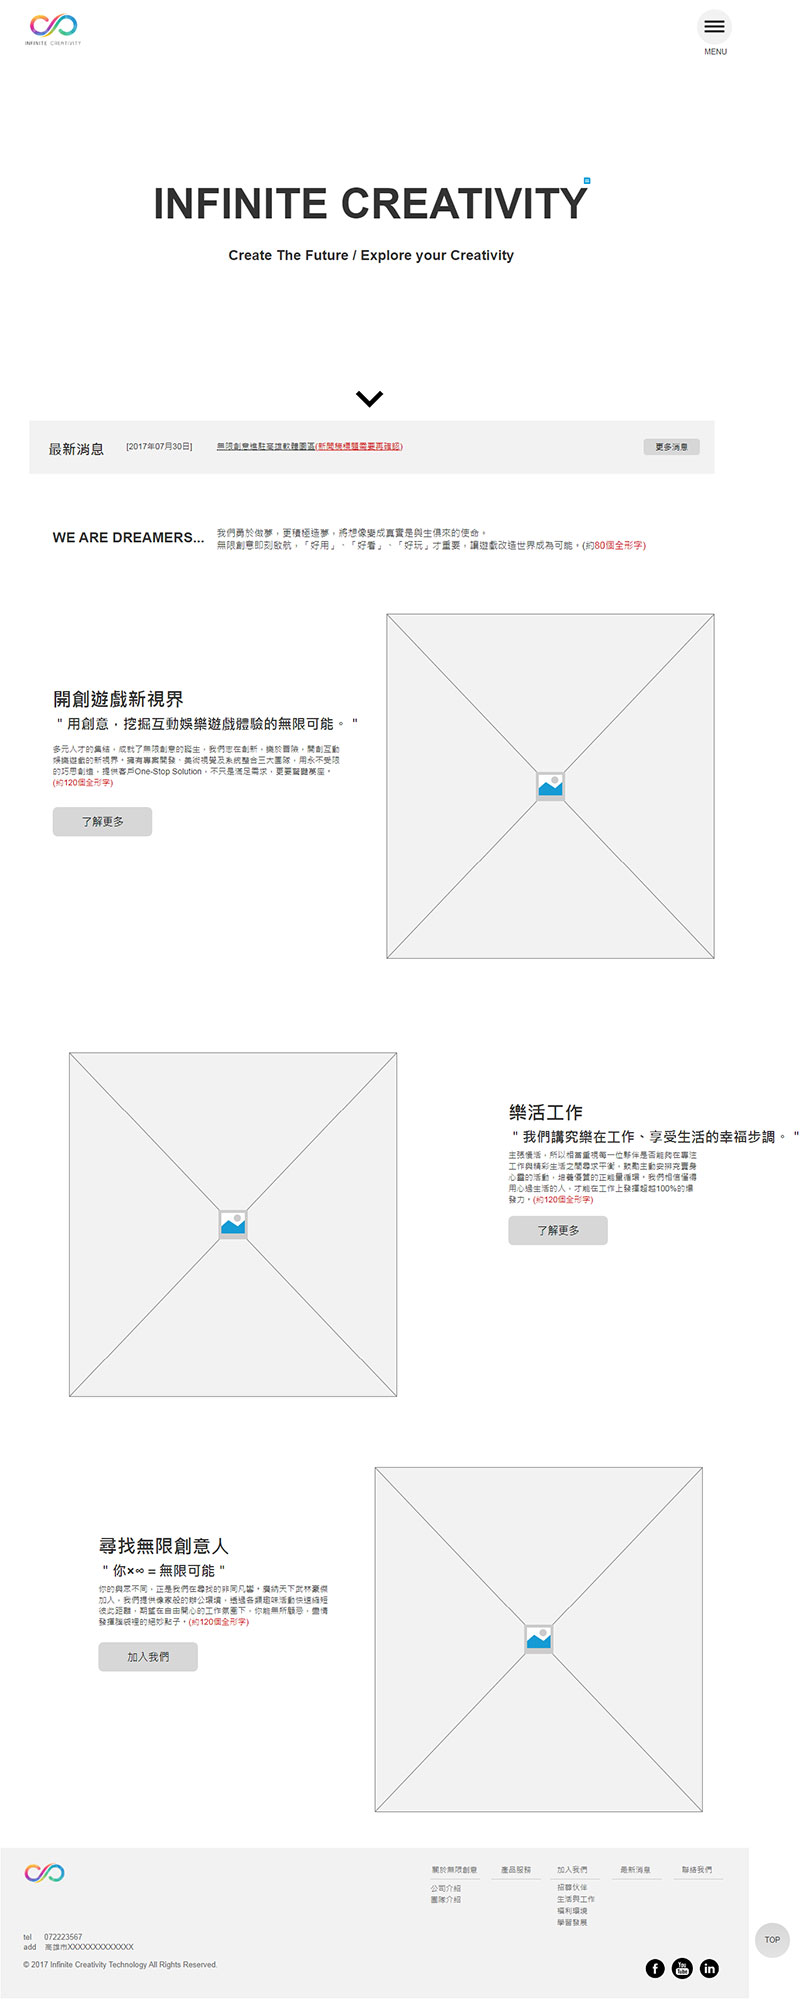 INFINITE CREATIVITY
MENU
INFINITE CREATIVITY
Create The Future / Explore your Creativity
最新消息
[2017年07月30日]
無限創意進駐高雄軟體園區(新聞稿標題需要再確認)
更多消息
WE ARE DREAMERS...
我們勇於做夢，更積極造夢，將想像變成真實是與生俱來的使命。
無限創意即刻啟航，「好用」、「好看」、「好玩」才重要，讓遊戲改造世界成為可能。(約80個全形字)
開創遊戲新視界
" 用創意，挖掘互動娛樂遊戲體驗的無限可能。 "
多元人才的集結，成就了無限創意的誕生，我們志在創新、樂於冒險，開創互動
娛樂遊戲的新視界。擁有專案開發、美術視覺及系統整合三大團隊，用永不受限
的巧思創造，提供客戶One-Stop Solution，不只是滿足需求，更要驚豔萬座。
(約120個全形字)
了解更多
樂活工作
" 我們講究樂在工作、享受生活的幸福步調。 "
主張慢活，所以相當重視每一位夥伴是否能夠在專注
工作與精彩生活之間尋求平衡。鼓勵主動安排充實身
心靈的活動，培養優質的正能量循環。我們相信懂得
用心過生活的人，才能在工作上發揮超越100%的爆
發力。(約120個全形字)
了解更多
尋找無限創意人
" 你×∞ = 無限可能 "
你的與眾不同，正是我們在尋找的非同凡響。廣納天下武林豪傑
加入，我們提供像家般的辦公環境，透過各類趣味活動快速縮短
彼此距離，期望在自由開心的工作氛圍下，你能無所顧忌，盡情
發揮腦袋裡的絕妙點子。(約120個全形字)
加入我們
關於無限創意
產品服務
加入我們
最新消息
聯絡我們
公司介紹
團隊介紹
招募伙伴
生活與工作
福利環境
學習發展
tel 072223567
add 高雄市XXXXXXXXXXXXX
© 2017 Infinite Creativity Technology All Rights Reserved.
You
Tube
TOP